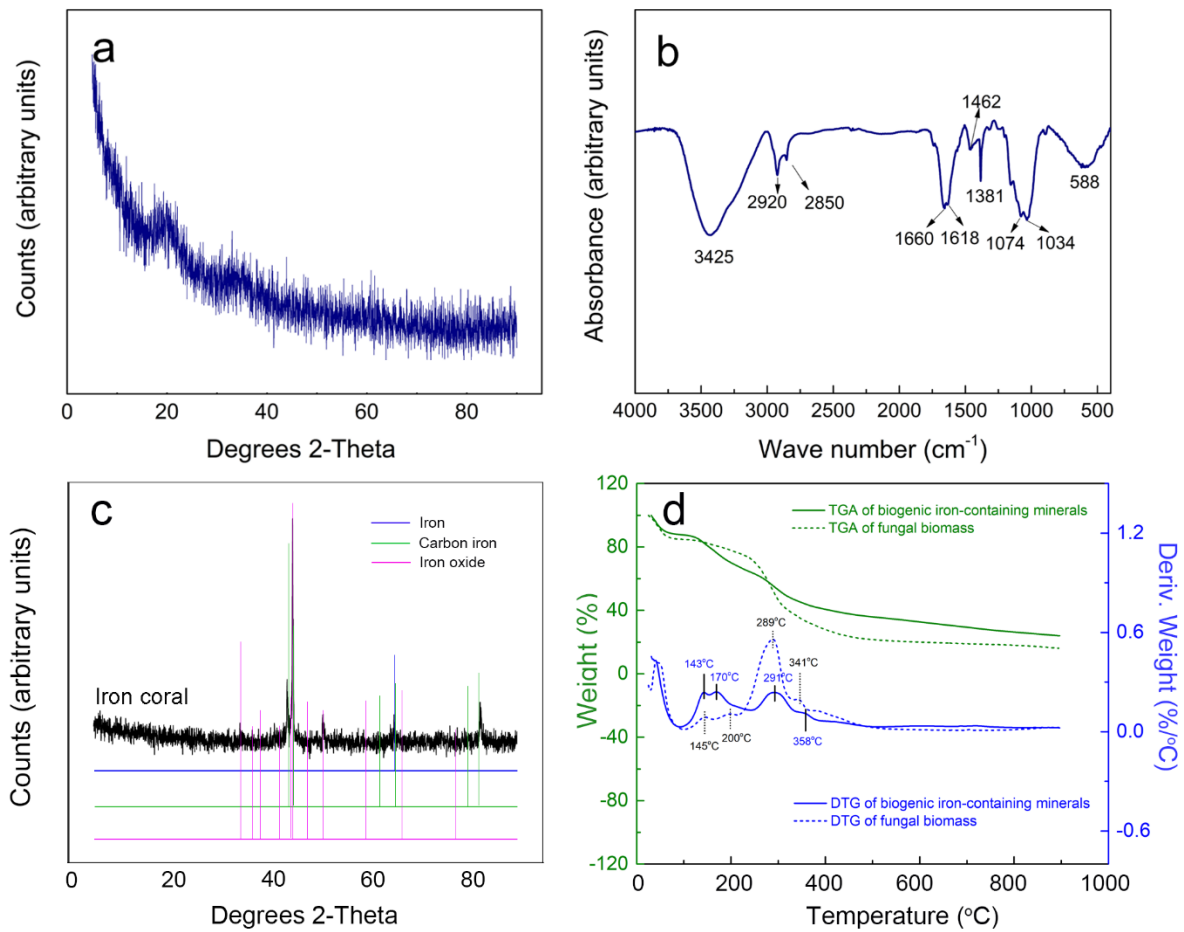 a
Counts (arbitrary units)
0 20 40 60 80
Degrees 2-Theta
b
Absorbance (arbitrary units)
3425
2920
2850
1660
1618
1462
1381
1074
1034
588
4000 3500 3000 2500 2000 1500 1000 500
Wave number (cm⁻¹)
c
Counts (arbitrary units)
Iron
Carbon iron
Iron oxide
Iron coral
0 20 40 60 80
Degrees 2-Theta
d
TGA of biogenic iron-containing minerals
TGA of fungal biomass
Weight (%)
120
80
40
0
-40
-80
-120
Deriv. Weight (%/°C)
1.2
0.6
0.0
-0.6
289°C
143°C
170°C
291°C
341°C
145°C
200°C
358°C
DTG of biogenic iron-containing minerals
DTG of fungal biomass
0 200 400 600 800 1000
Temperature (°C)